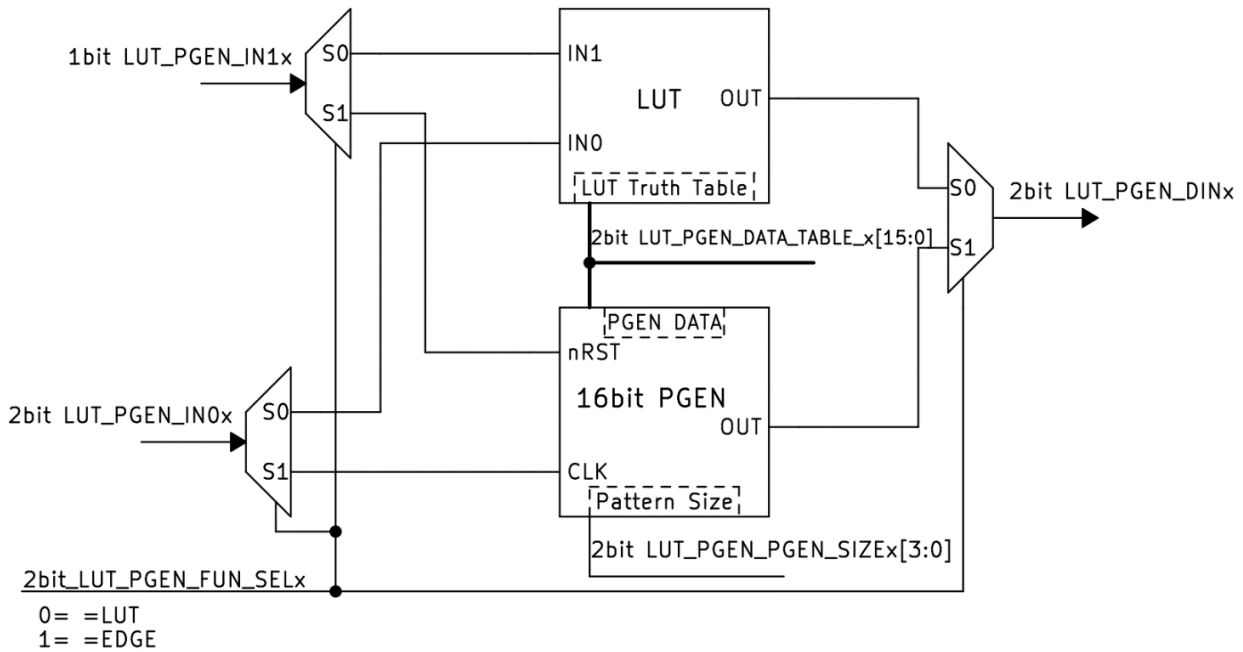 1bit LUT_PGEN_IN1x
S0
S1
IN1
LUT
OUT
IN0
LUT Truth Table
S0
S1
2bit LUT_PGEN_DINx
2bit LUT_PGEN_DATA_TABLE_x[15:0]
PGEN DATA
nRST
16bit PGEN
OUT
CLK
Pattern Size
2bit LUT_PGEN_IN0x
S0
S1
2bit LUT_PGEN_PGEN_SIZEx[3:0]
2bit_LUT_PGEN_FUN_SELx
0= =LUT
1= =EDGE